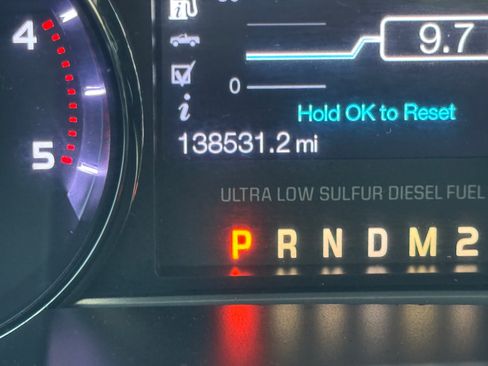 4
5
9.7
0
i
Hold OK to Reset
138531.2 mi
ULTRA LOW SULFUR DIESEL FUEL
P R N D M 2